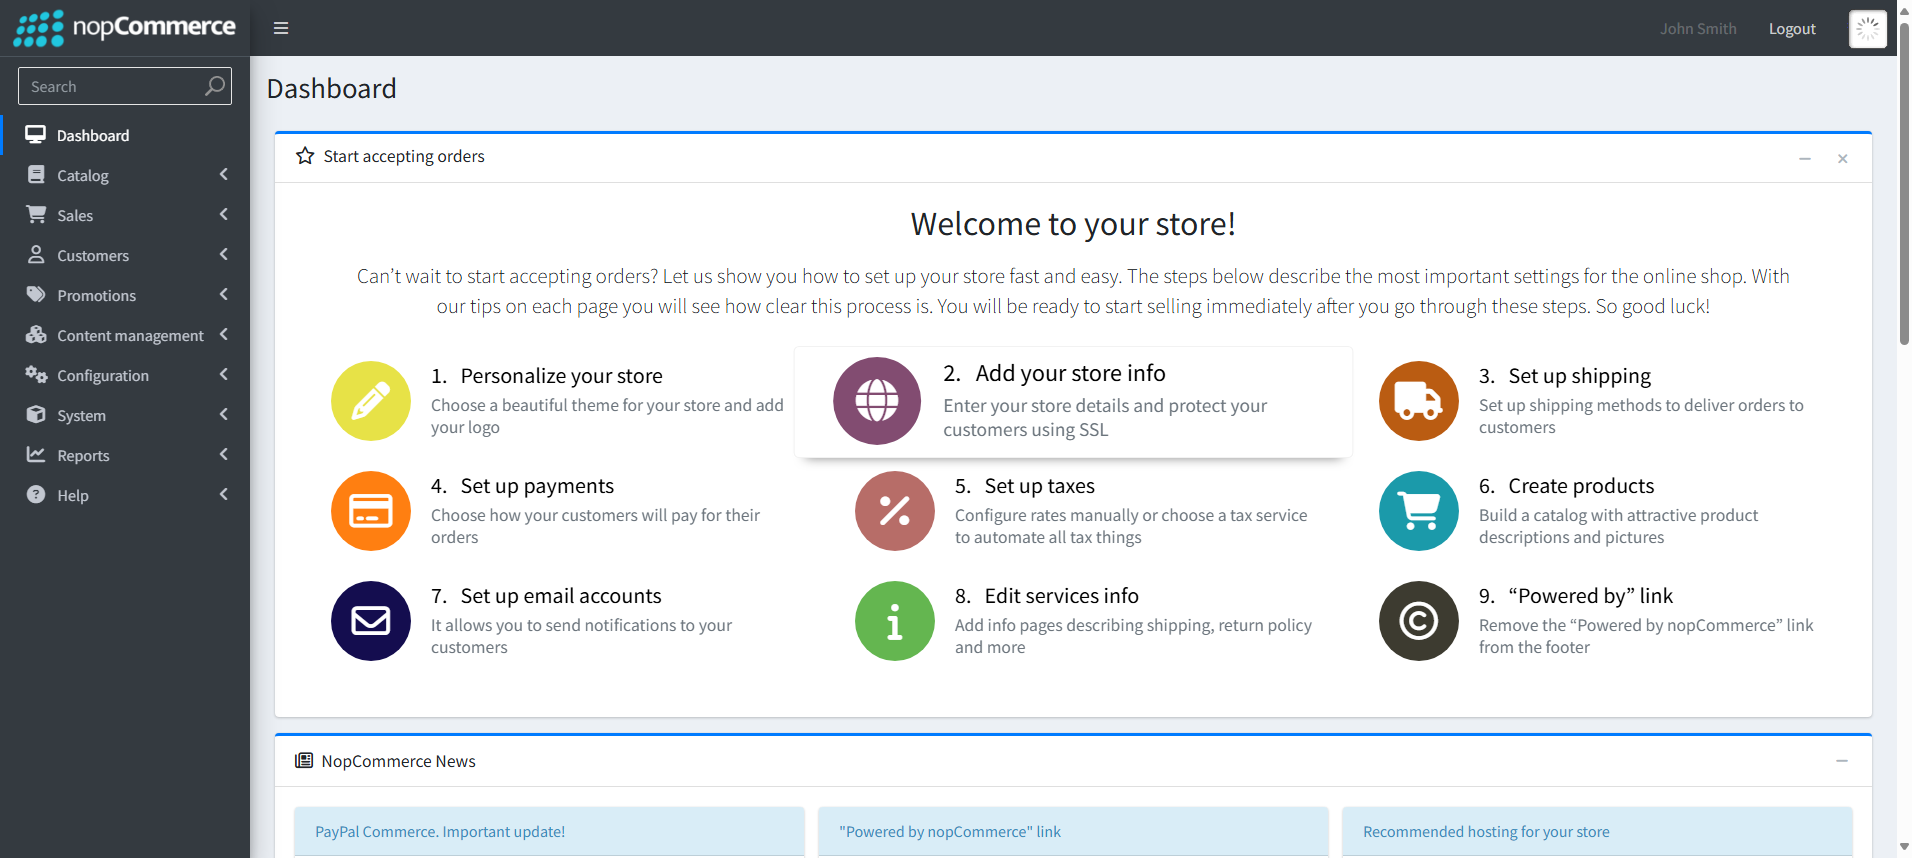 nopCommerce
John Smith
Logout
Search
Dashboard
Catalog
Sales
Customers
Promotions
Content management
Configuration
System
Reports
Help
Dashboard
Start accepting orders
Welcome to your store!
Can’t wait to start accepting orders? Let us show you how to set up your store fast and easy. The steps below describe the most important settings for the online shop. With
our tips on each page you will see how clear this process is. You will be ready to start selling immediately after you go through these steps. So good luck!
1. Personalize your store
Choose a beautiful theme for your store and add
your logo
2. Add your store info
Enter your store details and protect your
customers using SSL
3. Set up shipping
Set up shipping methods to deliver orders to
customers
4. Set up payments
Choose how your customers will pay for their
orders
5. Set up taxes
Configure rates manually or choose a tax service
to automate all tax things
6. Create products
Build a catalog with attractive product
descriptions and pictures
7. Set up email accounts
It allows you to send notifications to your
customers
8. Edit services info
Add info pages describing shipping, return policy
and more
9. “Powered by” link
Remove the “Powered by nopCommerce” link
from the footer
NopCommerce News
PayPal Commerce. Important update!
"Powered by nopCommerce" link
Recommended hosting for your store